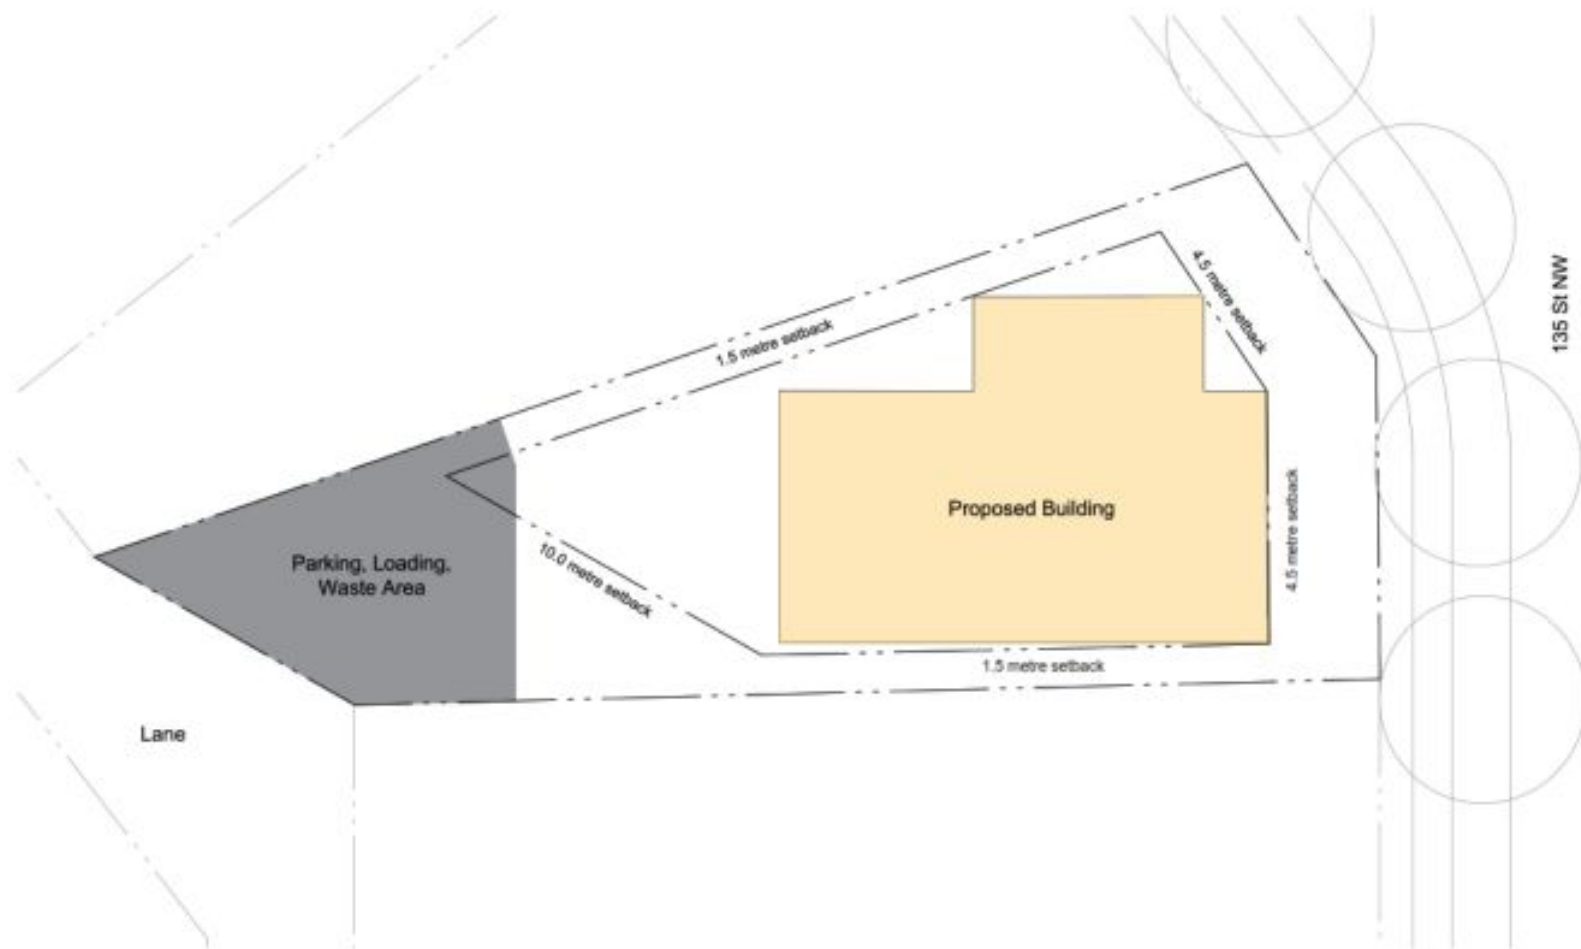 4.5 metre setback
135 St NW
1.5 metre setback
4.5 metre setback
Proposed Building
10.0 metre setback
Parking, Loading,
Waste Area
1.5 metre setback
Lane